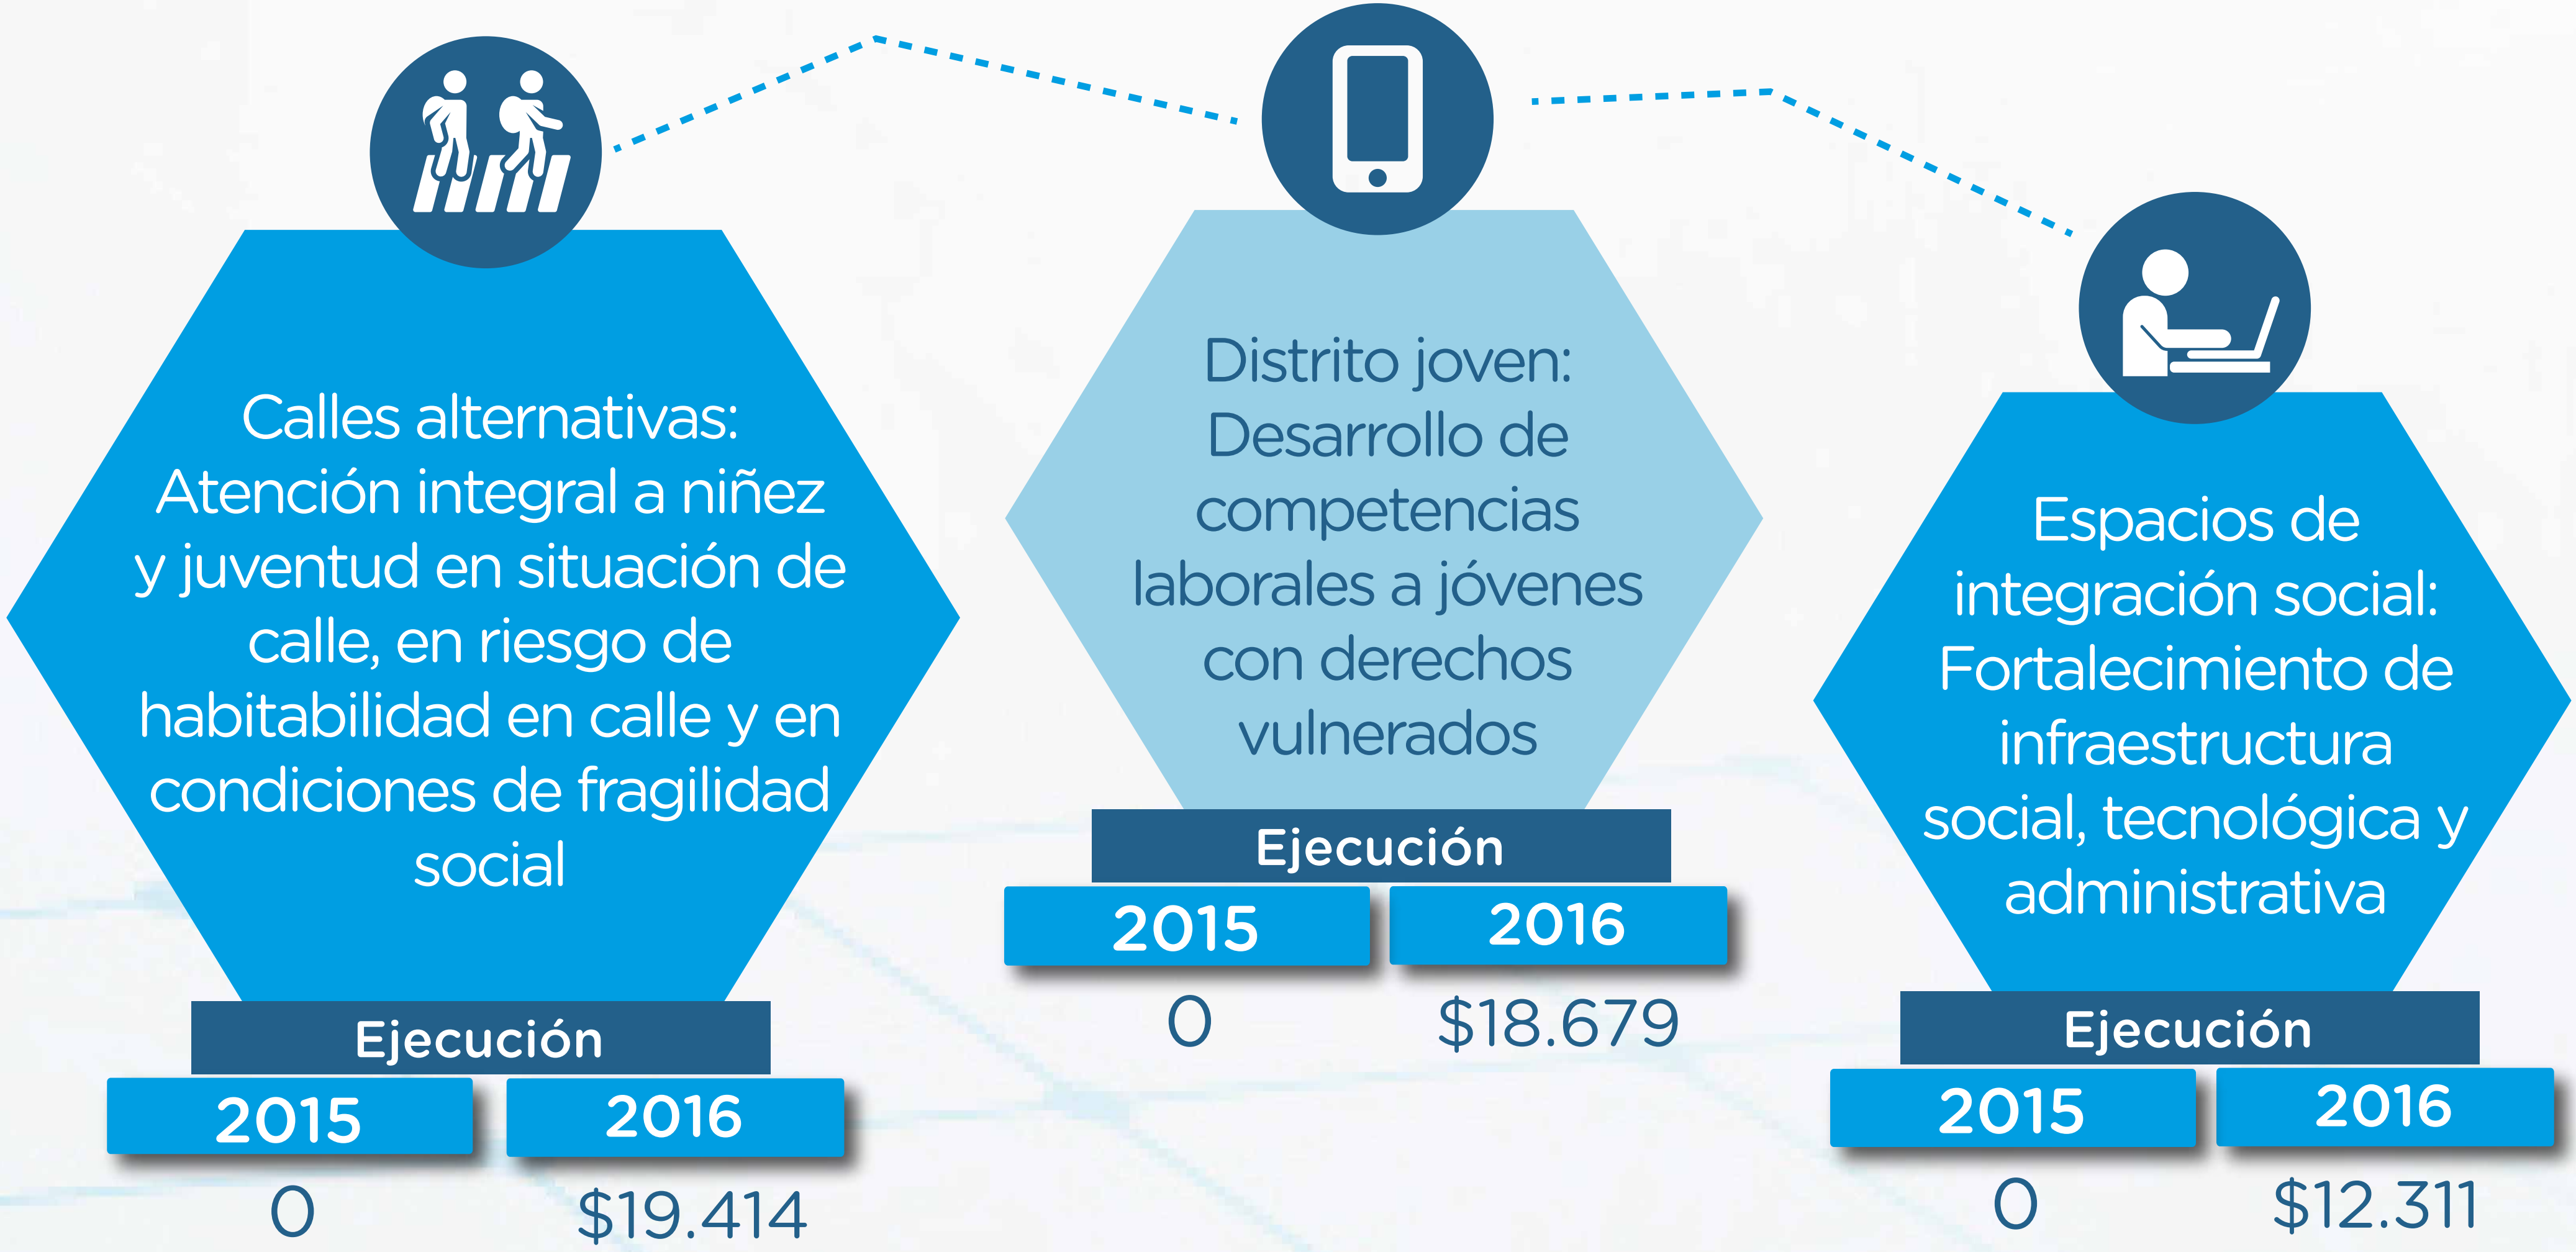 Calles alternativas:
Atención integral a niñez
y juventud en situación de
calle, en riesgo de
habitabilidad en calle y en
condiciones de fragilidad
social
Ejecución
2015 2016
0 $19.414
Distrito joven:
Desarrollo de
competencias
laborales a jóvenes
con derechos
vulnerados
Ejecución
2015 2016
0 $18.679
Espacios de
integración social:
Fortalecimiento de
infraestructura
social, tecnológica y
administrativa
Ejecución
2015 2016
0 $12.311